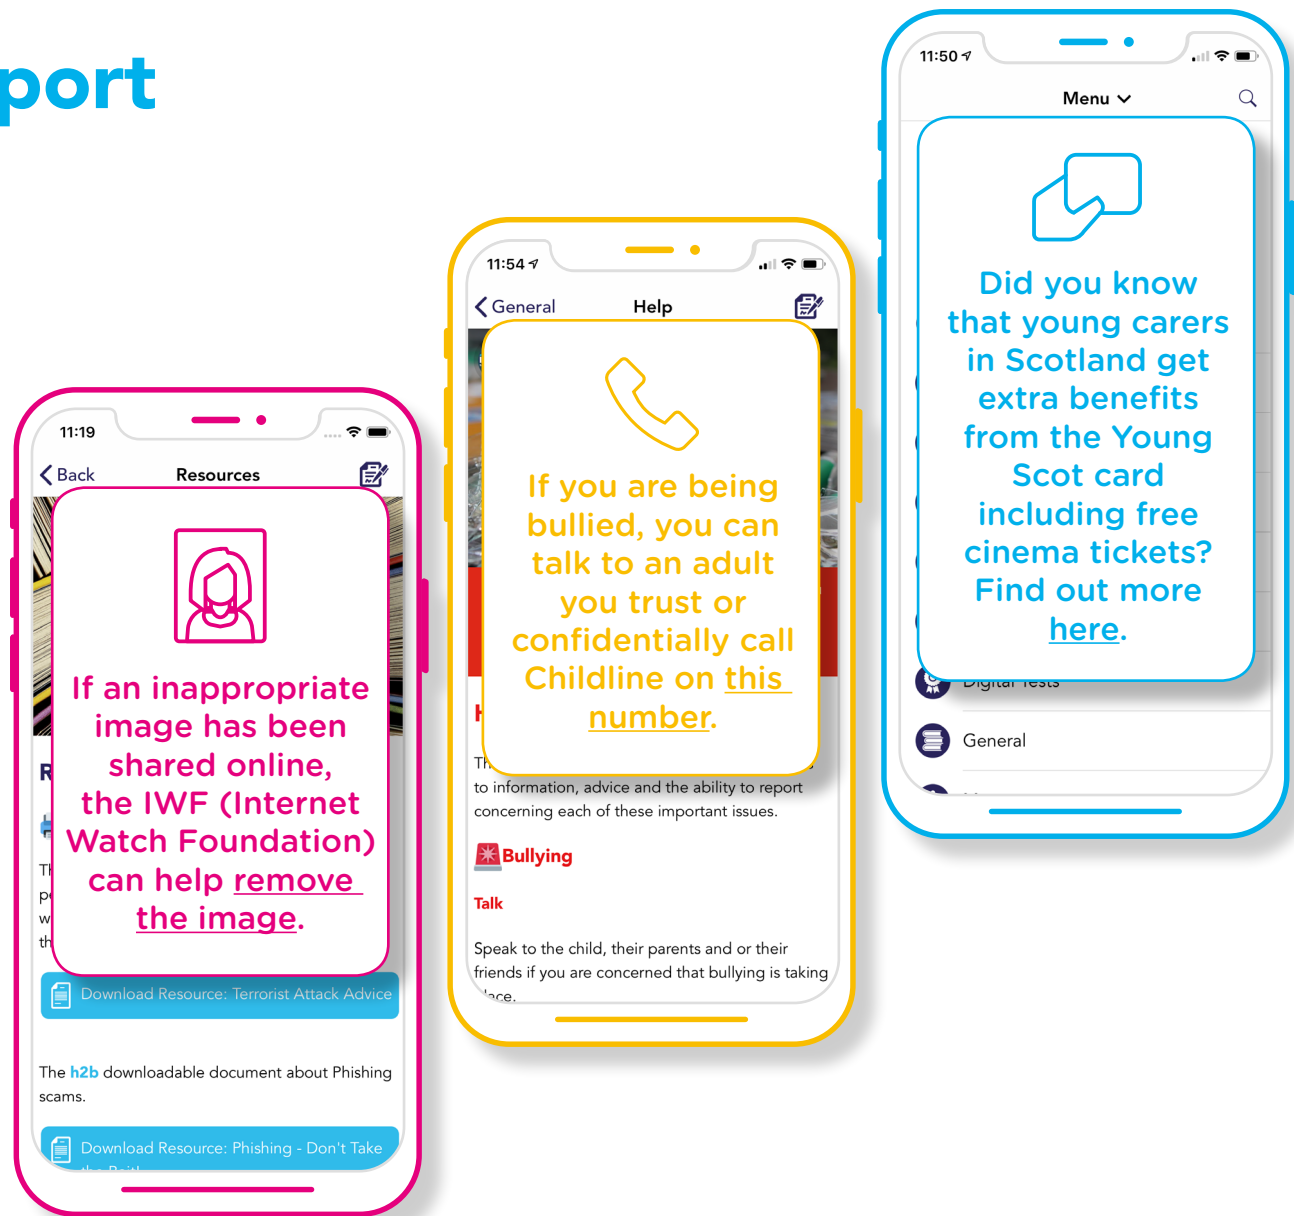 port
11:19
Back Resources
If an inappropriate
image has been
shared online,
the IWF (Internet
Watch Foundation)
can help remove
the image.
Download Resource: Terrorist Attack Advice
The h2b downloadable document about Phishing
scams.
Download Resource: Phishing - Don't Take
the Bait!
11:54
General Help
If you are being
bullied, you can
talk to an adult
you trust or
confidentially call
Childline on this
number.
to information, advice and the ability to report
concerning each of these important issues.
Bullying
Talk
Speak to the child, their parents and or their
friends if you are concerned that bullying is taking
place.
11:50
Menu
Did you know
that young carers
in Scotland get
extra benefits
from the Young
Scot card
including free
cinema tickets?
Find out more
here.
Digital Tests
General